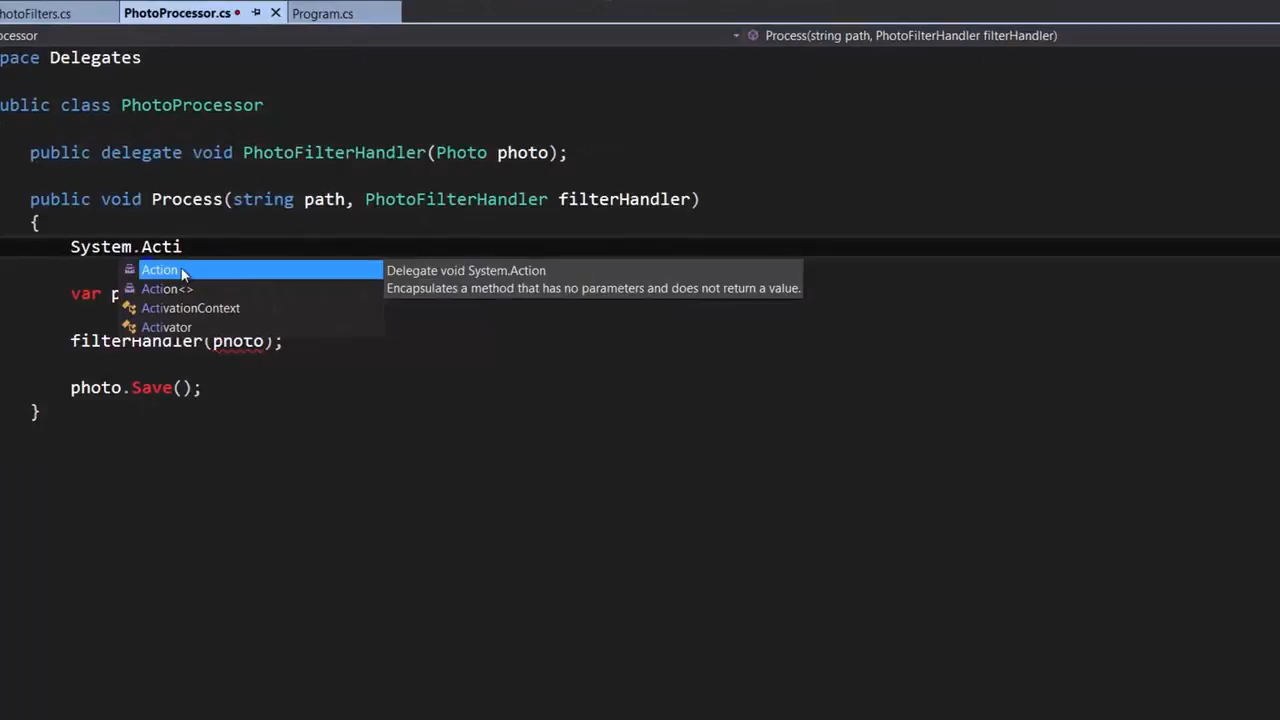 hotoFilters.cs PhotoProcessor.cs Program.cs
ocessor Process(string path, PhotoFilterHandler filterHandler)
pace Delegates
ublic class PhotoProcessor
public delegate void PhotoFilterHandler(Photo photo);
public void Process(string path, PhotoFilterHandler filterHandler)
{
System.Acti
Action
Delegate void System.Action
Action<>
Encapsulates a method that has no parameters and does not return a value.
var p
ActivationContext
Activator
filterHandler(photo);
photo.Save();
}